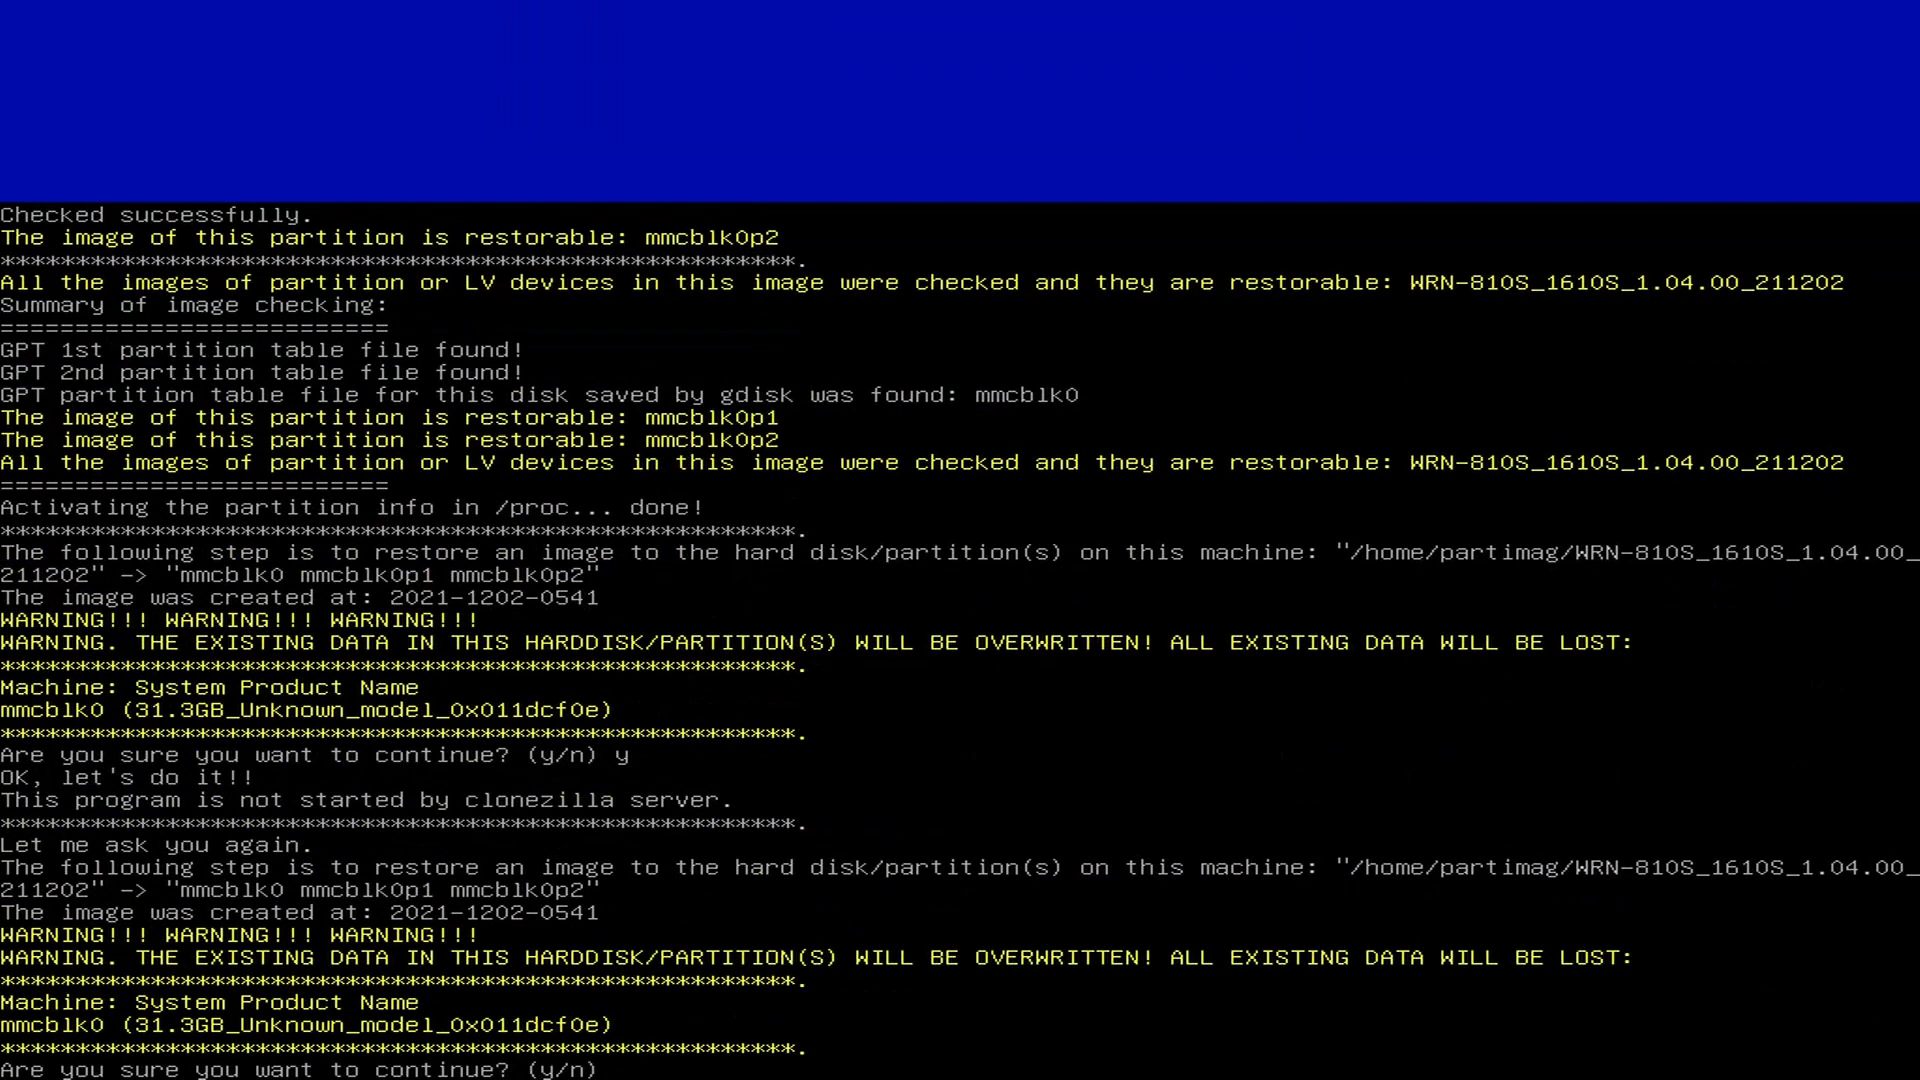 Checked successfully.
The image of this partition is restorable: mmcblk0p2
*****************************************************.
All the images of partition or LV devices in this image were checked and they are restorable: WRN-810S_1610S_1.04.00_211202
Summary of image checking:
==========================
GPT 1st partition table file found!
GPT 2nd partition table file found!
GPT partition table file for this disk saved by gdisk was found: mmcblk0
The image of this partition is restorable: mmcblk0p1
The image of this partition is restorable: mmcblk0p2
All the images of partition or LV devices in this image were checked and they are restorable: WRN-810S_1610S_1.04.00_211202
==========================
Activating the partition info in /proc... done!
*****************************************************.
The following step is to restore an image to the hard disk/partition(s) on this machine: "/home/partimag/WRN-810S_1610S_1.04.00_
211202" -> "mmcblk0 mmcblk0p1 mmcblk0p2"
The image was created at: 2021-1202-0541
WARNING!!! WARNING!!! WARNING!!!
WARNING. THE EXISTING DATA IN THIS HARDDISK/PARTITION(S) WILL BE OVERWRITTEN! ALL EXISTING DATA WILL BE LOST:
*****************************************************.
Machine: System Product Name
mmcblk0 (31.3GB_Unknown_model_0x011dcf0e)
*****************************************************.
Are you sure you want to continue? (y/n) y
OK, let's do it!!
This program is not started by clonezilla server.
*****************************************************.
Let me ask you again.
The following step is to restore an image to the hard disk/partition(s) on this machine: "/home/partimag/WRN-810S_1610S_1.04.00_
211202" -> "mmcblk0 mmcblk0p1 mmcblk0p2"
The image was created at: 2021-1202-0541
WARNING!!! WARNING!!! WARNING!!!
WARNING. THE EXISTING DATA IN THIS HARDDISK/PARTITION(S) WILL BE OVERWRITTEN! ALL EXISTING DATA WILL BE LOST:
*****************************************************.
Machine: System Product Name
mmcblk0 (31.3GB_Unknown_model_0x011dcf0e)
*****************************************************.
Are you sure you want to continue? (y/n)